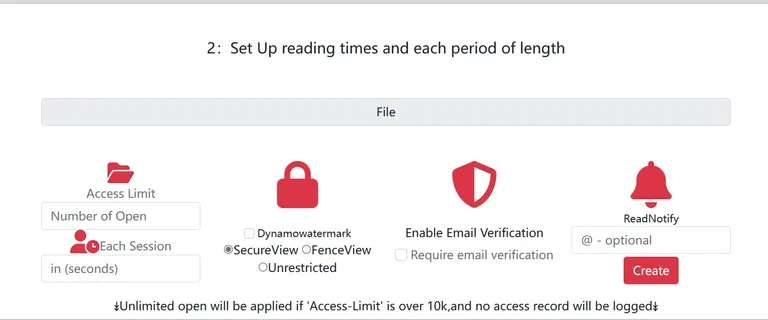 2：Set Up reading times and each period of length
File
Access Limit
Number of Open
Each Session
in (seconds)
Dynamowatermark
SecureView FenceView
Unrestricted
Enable Email Verification
Require email verification
ReadNotify
@ - optional
Create
↡Unlimited open will be applied if 'Access-Limit' is over 10k,and no access record will be logged↡